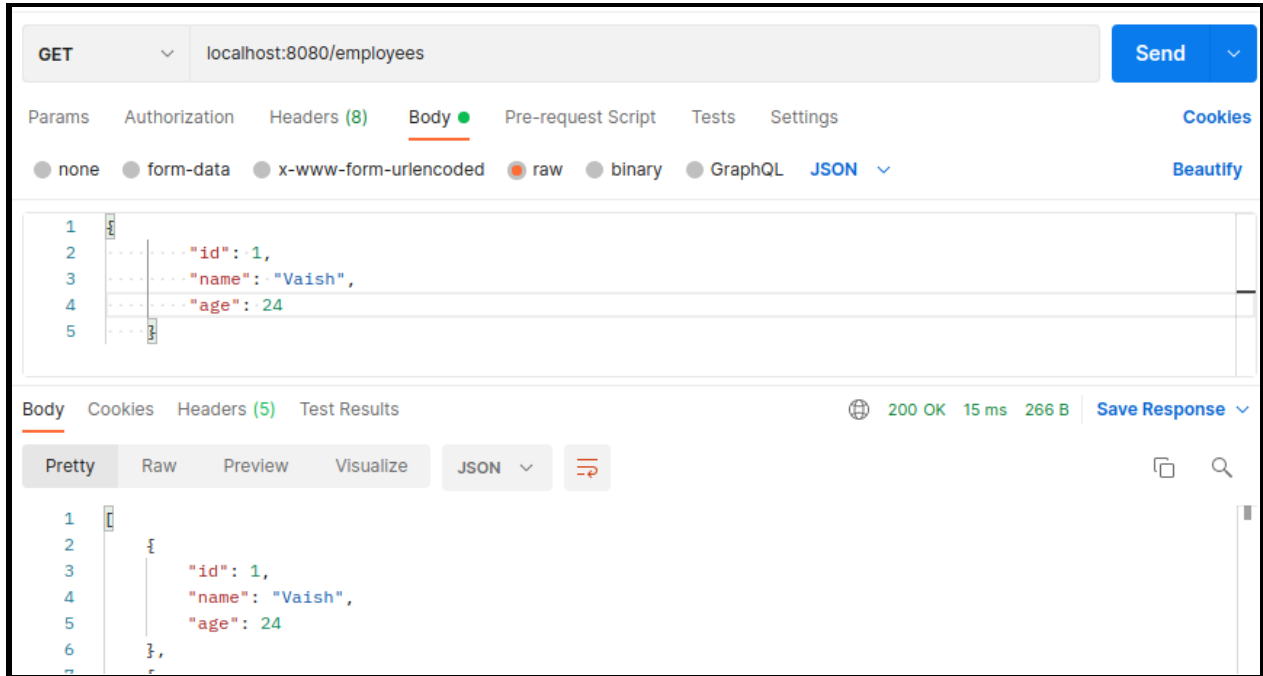 GET localhost:8080/employees Send
Params Authorization Headers (8) Body Pre-request Script Tests Settings Cookies
none form-data x-www-form-urlencoded raw binary GraphQL JSON Beautify
1 {
2 "id": 1,
3 "name": "Vaish",
4 "age": 24
5 }
Body Cookies Headers (5) Test Results 200 OK 15 ms 266 B Save Response
Pretty Raw Preview Visualize JSON
1 [
2 {
3 "id": 1,
4 "name": "Vaish",
5 "age": 24
6 },